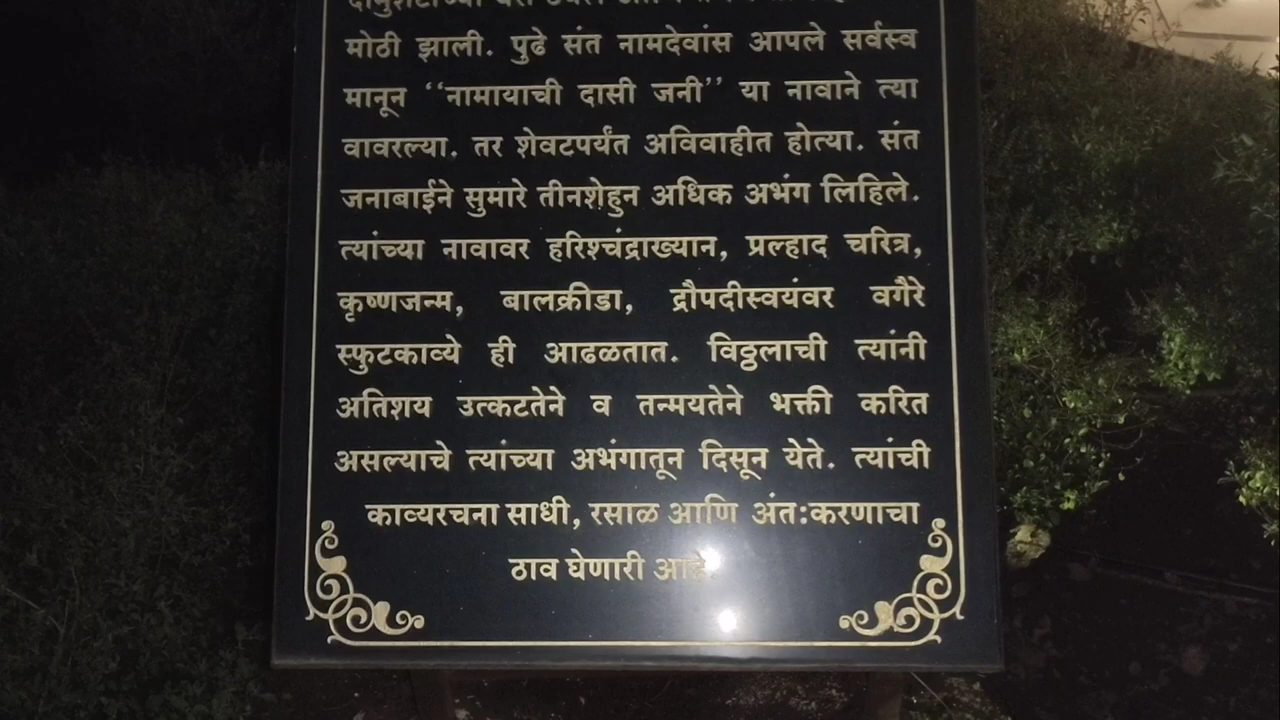 मोठी झाली. पुढे संत नामदेवांस आपले सर्वस्व
मानून ‘‘नामायाची दासी जनी’’ या नावाने त्या
वावरल्या. तर शेवटपर्यंत अविवाहीत होत्या. संत
जनाबाईने सुमारे तीनशेहुन अधिक अभंग लिहिले.
त्यांच्या नावावर हरिश्चंद्राख्यान, प्रल्हाद चरित्र,
कृष्णजन्म, बालक्रीडा, द्रौपदीस्वयंवर वगैरे
स्फुटकाव्ये ही आढळतात. विठ्ठलाची त्यांनी
अतिशय उत्कटतेने व तन्मयतेने भक्ती करित
असल्याचे त्यांच्या अभंगातून दिसून येते. त्यांची
काव्यरचना साधी, रसाळ आणि अंत:करणाचा
ठाव घेणारी आहे.